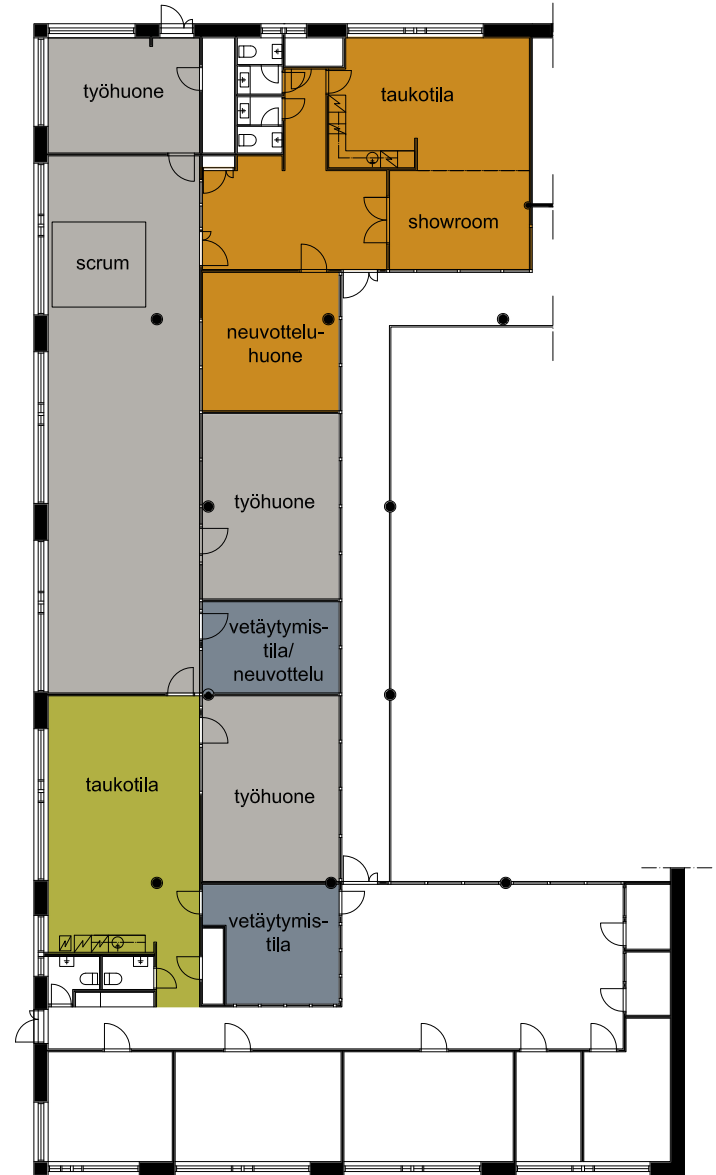 työhuone
taukotila
showroom
scrum
neuvottelu-
huone
työhuone
vetäytymis-
tila/
neuvottelu
taukotila
työhuone
vetäytymis-
tila